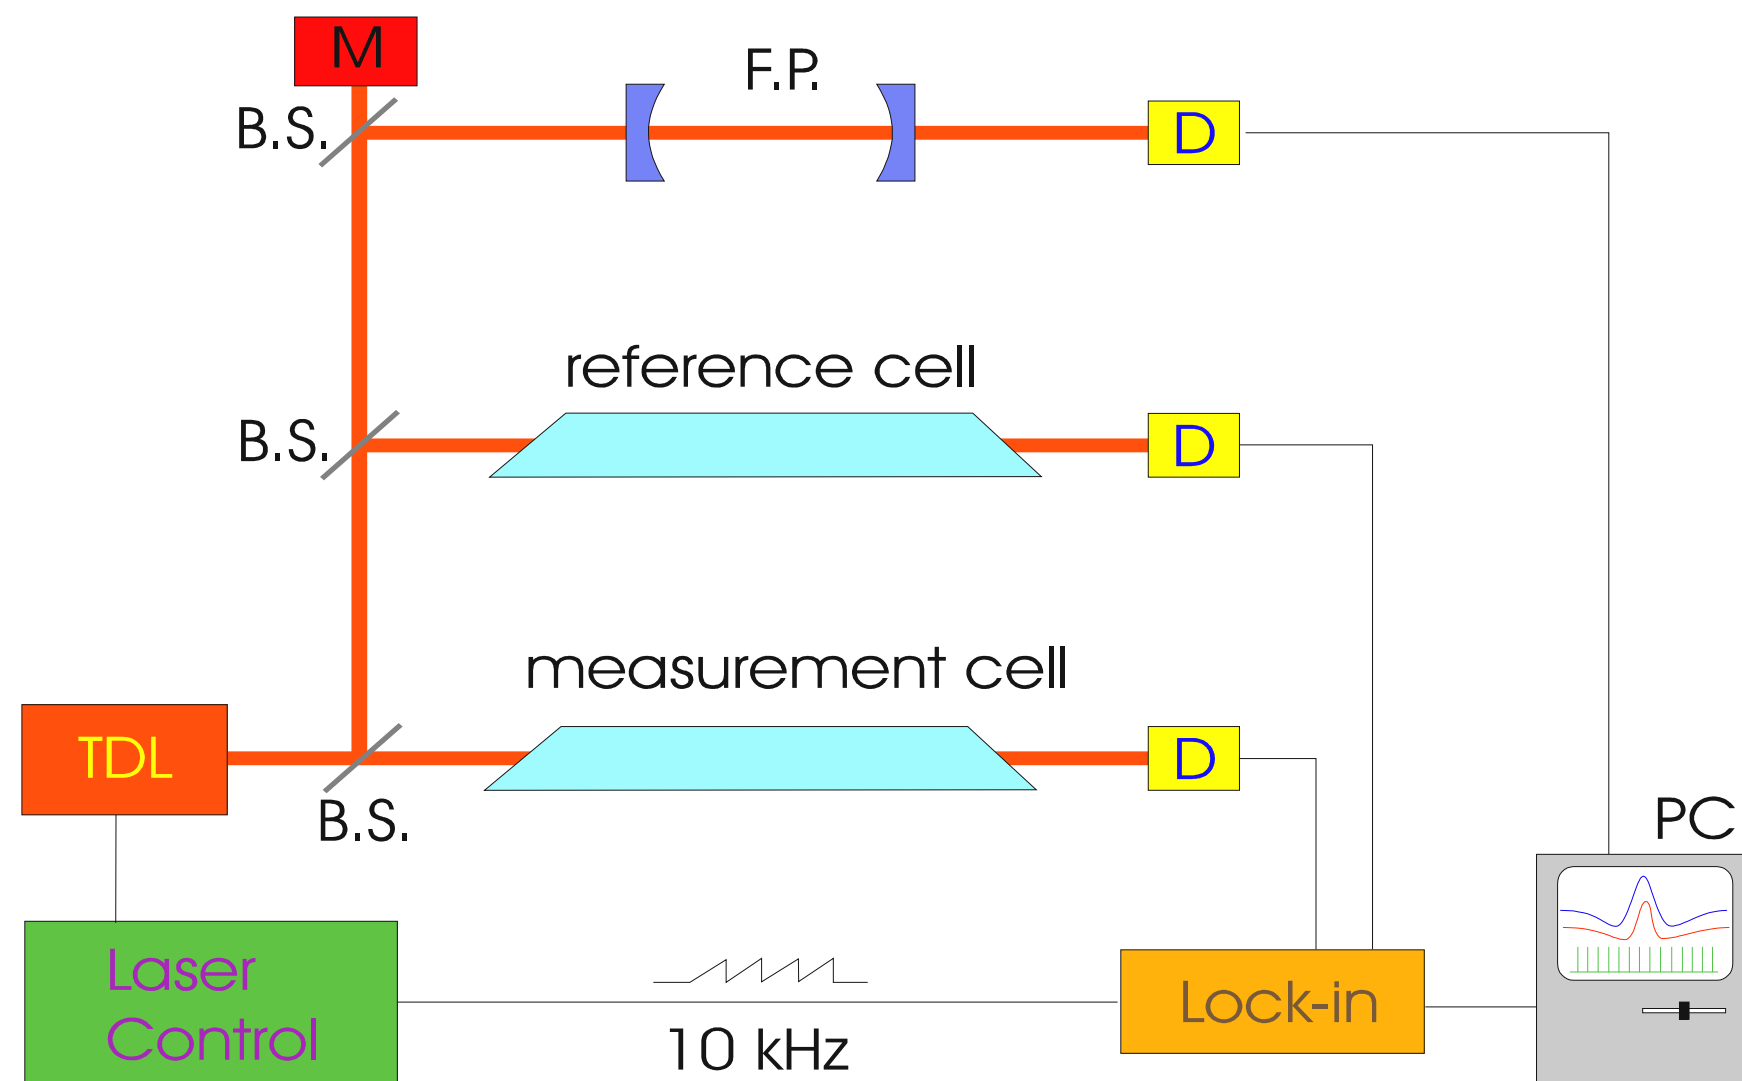 M
F.P.
B.S.
D
reference cell
B.S.
D
measurement cell
TDL
D
B.S.
PC
Laser
Control
Lock-in
10 kHz